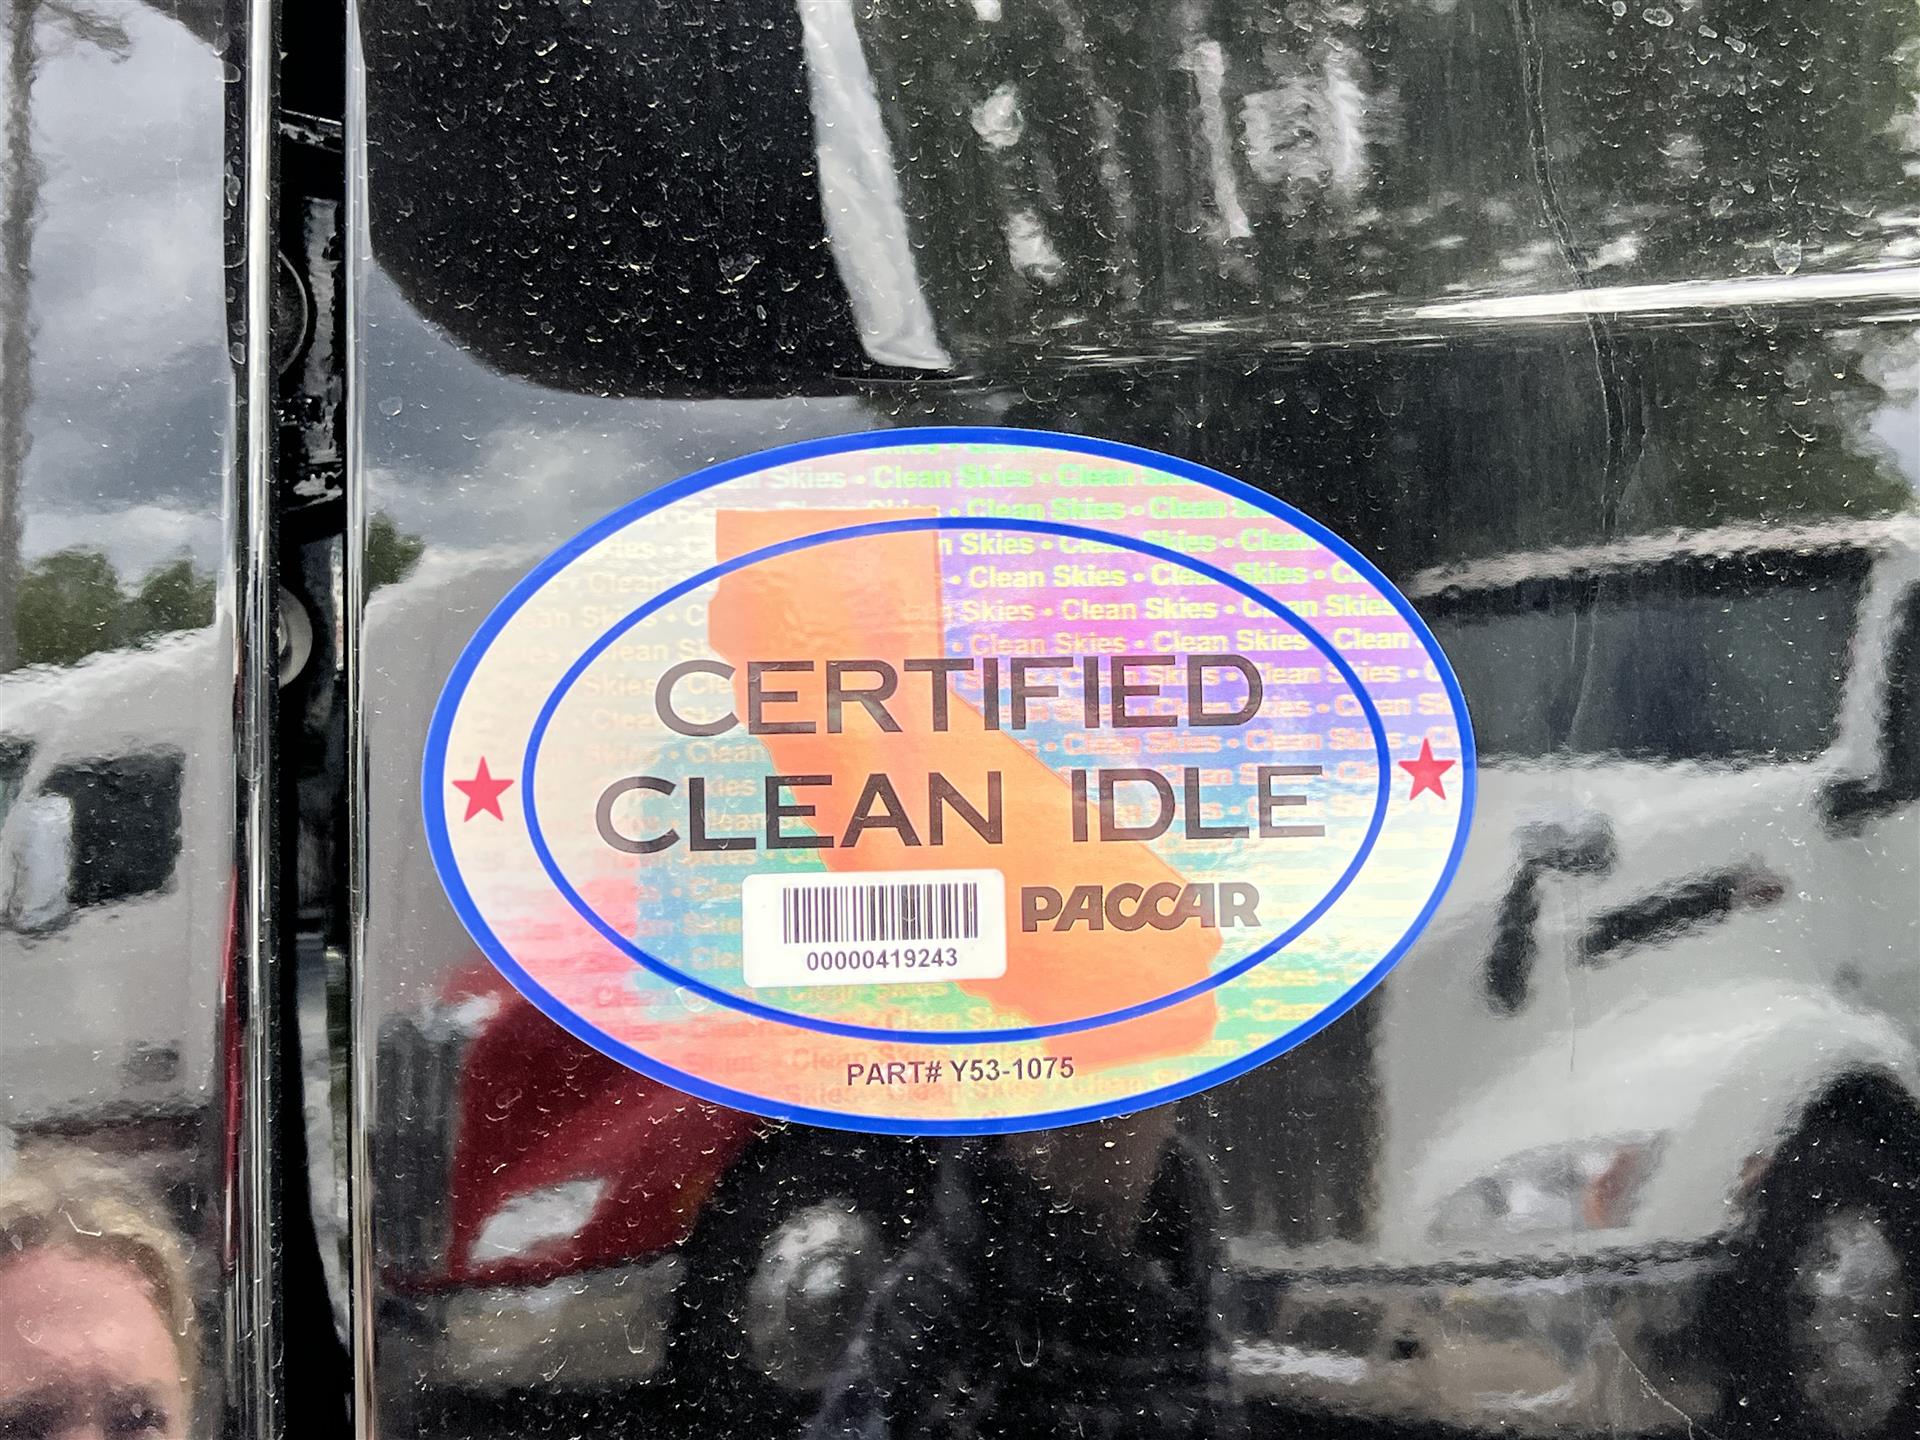 Clean Skies • Clean Skies • Clean Skies
CERTIFIED
CLEAN IDLE
PACCAR
00000419243
PART# Y53-1075